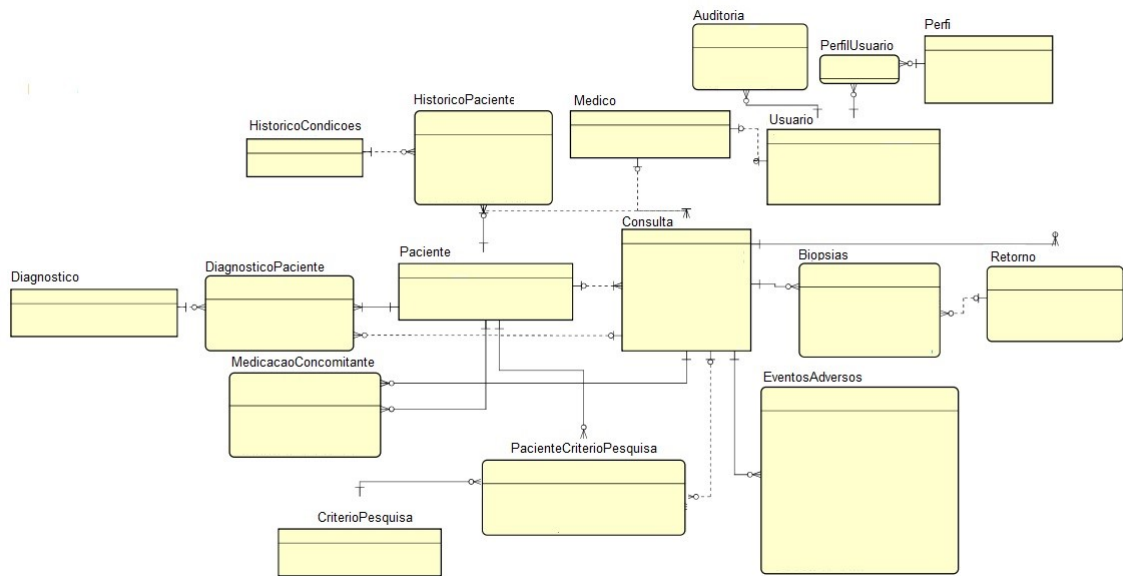 Auditoria
Perfi
PerfilUsuario
HistoricoPaciente
Medico
HistoricoCondicoes
Usuario
Consulta
Paciente
Biopsias
Retorno
Diagnostico
DiagnosticoPaciente
MedicacaoConcomitante
EventosAdversos
PacienteCriterioPesquisa
CriterioPesquisa